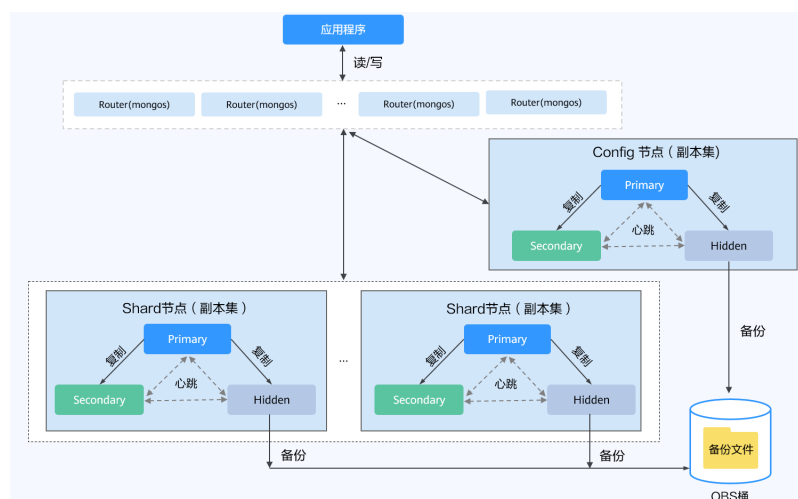 应用程序
读/写
Router(mongos)
Router(mongos)
...
Router(mongos)
Router(mongos)
Config 节点（副本集）
Primary
复制
复制
心跳
Secondary
Hidden
备份
Shard节点（副本集）
Primary
复制
复制
心跳
Secondary
Hidden
...
Shard节点（副本集）
Primary
复制
复制
心跳
Secondary
Hidden
备份
备份
备份文件
OBS桶